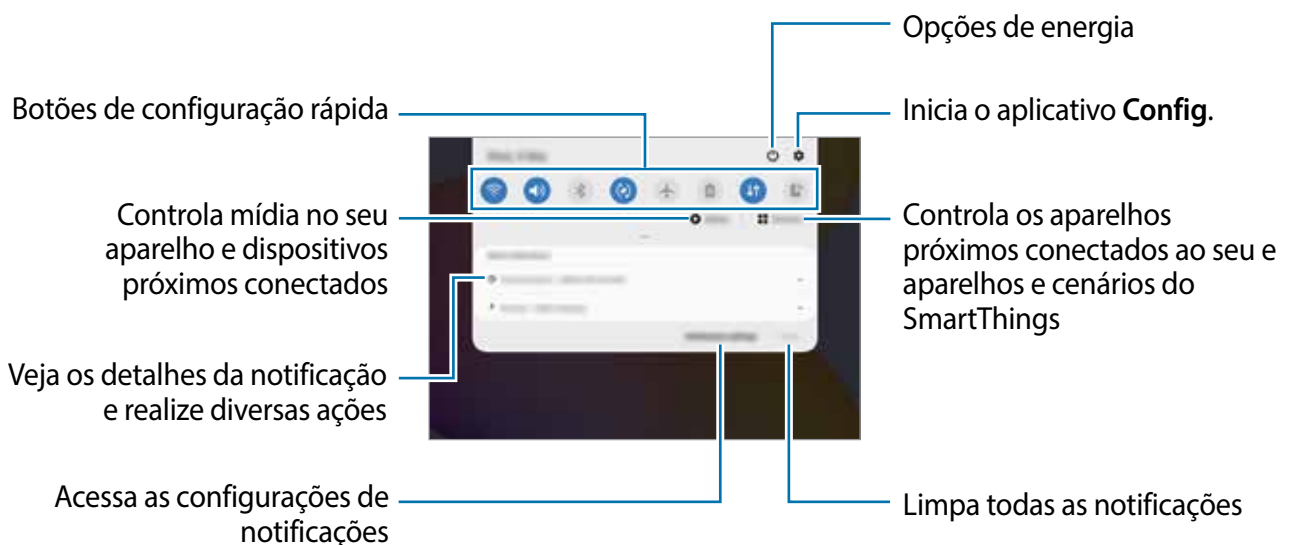 Opções de energia
Botões de configuração rápida
Inicia o aplicativo Config.
Controla mídia no seu
aparelho e dispositivos
próximos conectados
Controla os aparelhos
próximos conectados ao seu e
aparelhos e cenários do
SmartThings
Veja os detalhes da notificação
e realize diversas ações
Acessa as configurações de
notificações
Limpa todas as notificações